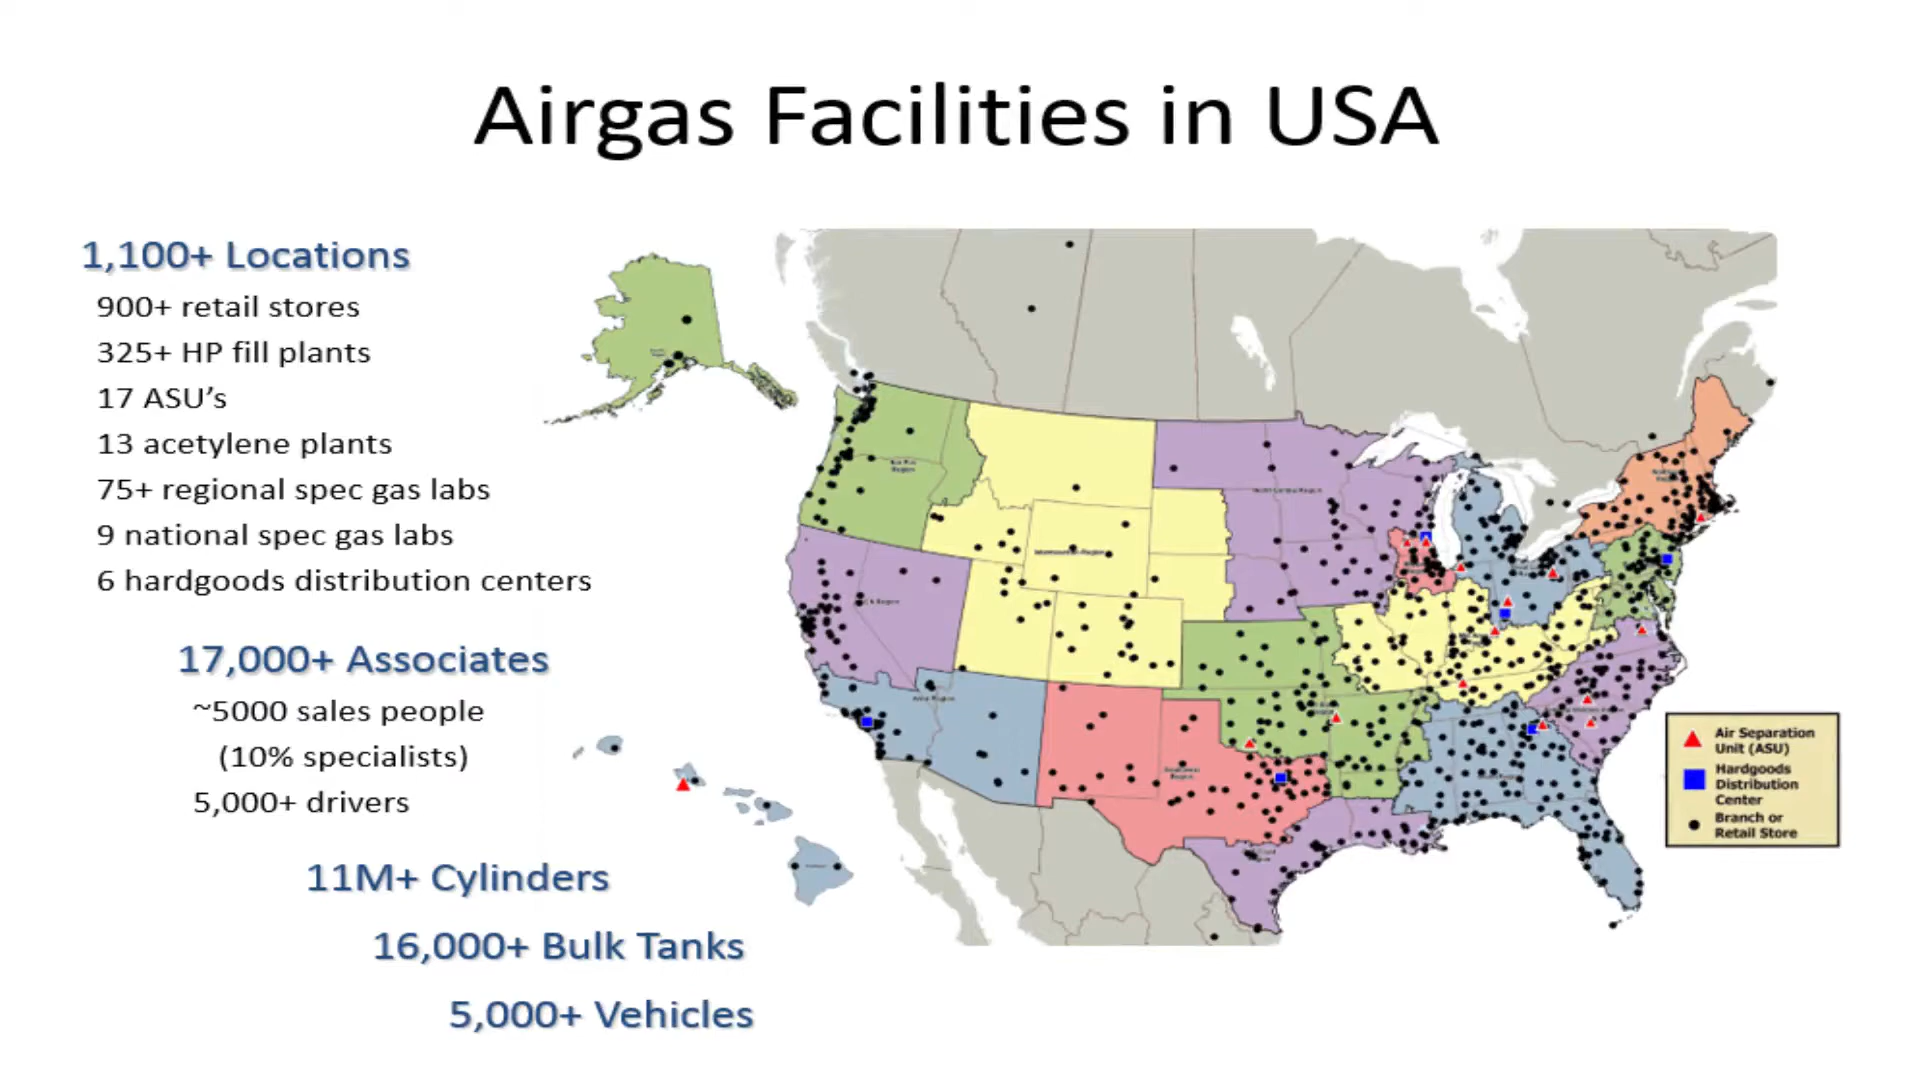 Airgas Facilities in USA
1,100+ Locations
900+ retail stores
325+ HP fill plants
17 ASU’s
13 acetylene plants
75+ regional spec gas labs
9 national spec gas labs
6 hardgoods distribution centers
17,000+ Associates
~5000 sales people
(10% specialists)
5,000+ drivers
11M+ Cylinders
16,000+ Bulk Tanks
5,000+ Vehicles
North Central Region
Air Separation
Unit (ASU)
Hardgoods
Distribution
Center
Branch or
Retail Store